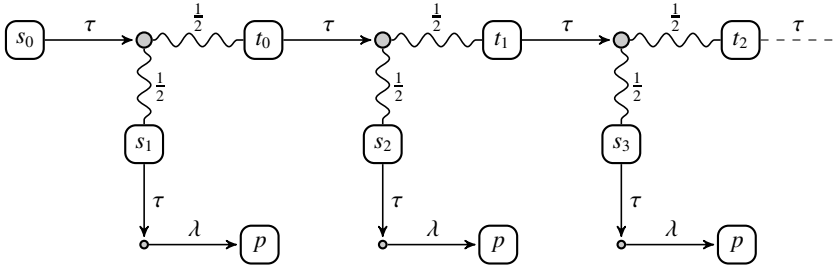 s₀ τ ½ t₀ τ ½ t₁ τ ½ t₂ τ
½ ½ ½
s₁ s₂ s₃
τ τ τ
λ p λ p λ p